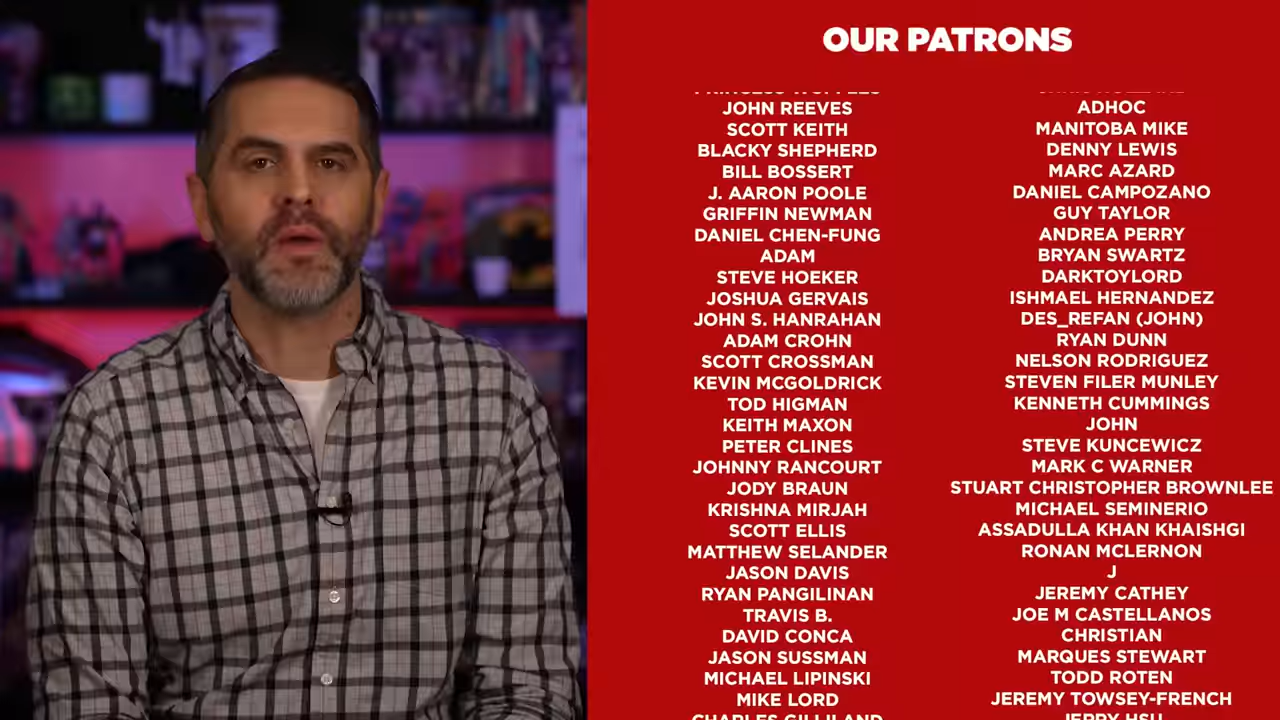 OUR PATRONS
JOHN REEVES
SCOTT KEITH
BLACKY SHEPHERD
BILL BOSSERT
J. AARON POOLE
GRIFFIN NEWMAN
DANIEL CHEN-FUNG
ADAM
STEVE HOEKER
JOSHUA GERVAIS
JOHN S. HANRAHAN
ADAM CROHN
SCOTT CROSSMAN
KEVIN MCGOLDRICK
TOD HIGMAN
KEITH MAXON
PETER CLINES
JOHNNY RANCOURT
JODY BRAUN
KRISHNA MIRJAH
SCOTT ELLIS
MATTHEW SELANDER
JASON DAVIS
RYAN PANGILINAN
TRAVIS B.
DAVID CONCA
JASON SUSSMAN
MICHAEL LIPINSKI
MIKE LORD
CHARLES GILLILAND
ADHOC
MANITOBA MIKE
DENNY LEWIS
MARC AZARD
DANIEL CAMPOZANO
GUY TAYLOR
ANDREA PERRY
BRYAN SWARTZ
DARKTOYLORD
ISHMAEL HERNANDEZ
DES_REFAN (JOHN)
RYAN DUNN
NELSON RODRIGUEZ
STEVEN FILER MUNLEY
KENNETH CUMMINGS
JOHN
STEVE KUNCEWICZ
MARK C WARNER
STUART CHRISTOPHER BROWNLEE
MICHAEL SEMINERIO
ASSADULLA KHAN KHAISHGI
RONAN MCLERNON
J
JEREMY CATHEY
JOE M CASTELLANOS
CHRISTIAN
MARQUES STEWART
TODD ROTEN
JEREMY TOWSEY-FRENCH
JERRY HSU